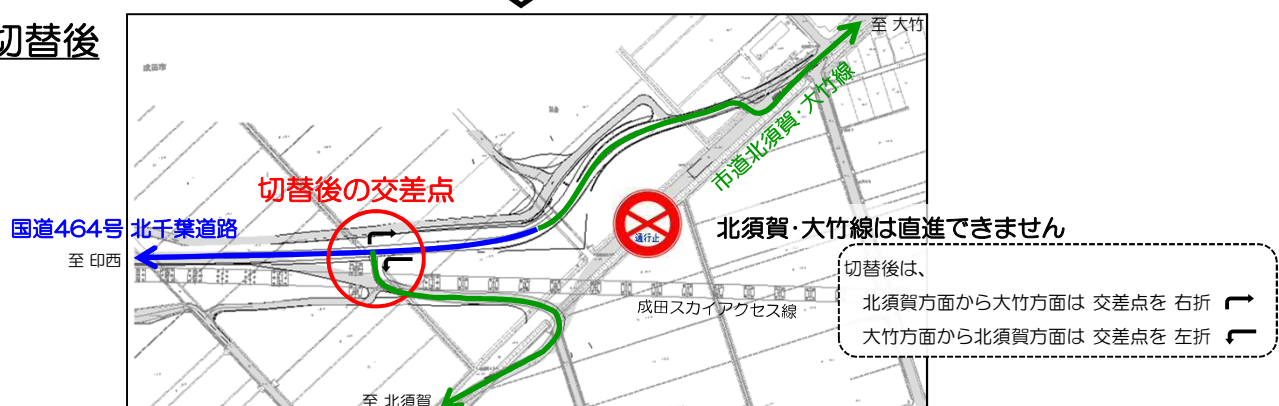 切替後
至 大竹
成田市
市道北須賀・大竹線
切替後の交差点
国道464号 北千葉道路
至 印西
通行止
北須賀・大竹線は直進できません
切替後は、
北須賀方面から大竹方面は 交差点を 右折
大竹方面から北須賀方面は 交差点を 左折
成田スカイアクセス線
至 北須賀